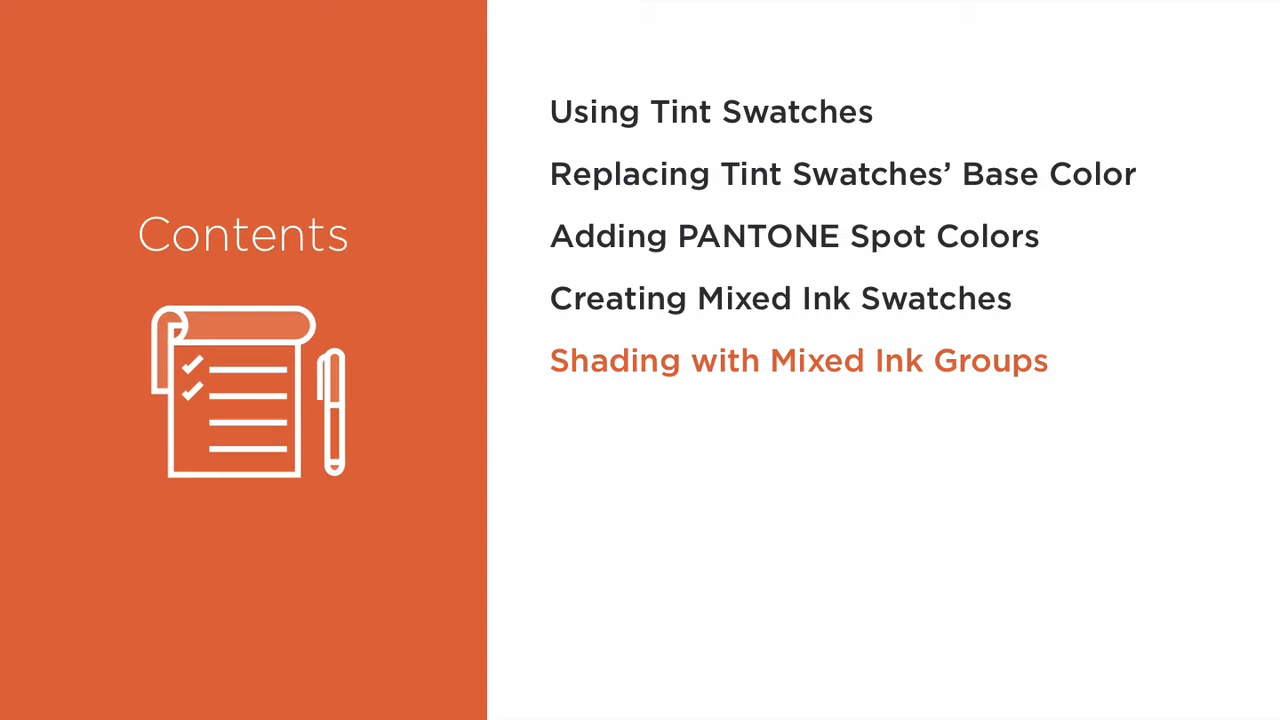 Contents
Using Tint Swatches
Replacing Tint Swatches’ Base Color
Adding PANTONE Spot Colors
Creating Mixed Ink Swatches
Shading with Mixed Ink Groups